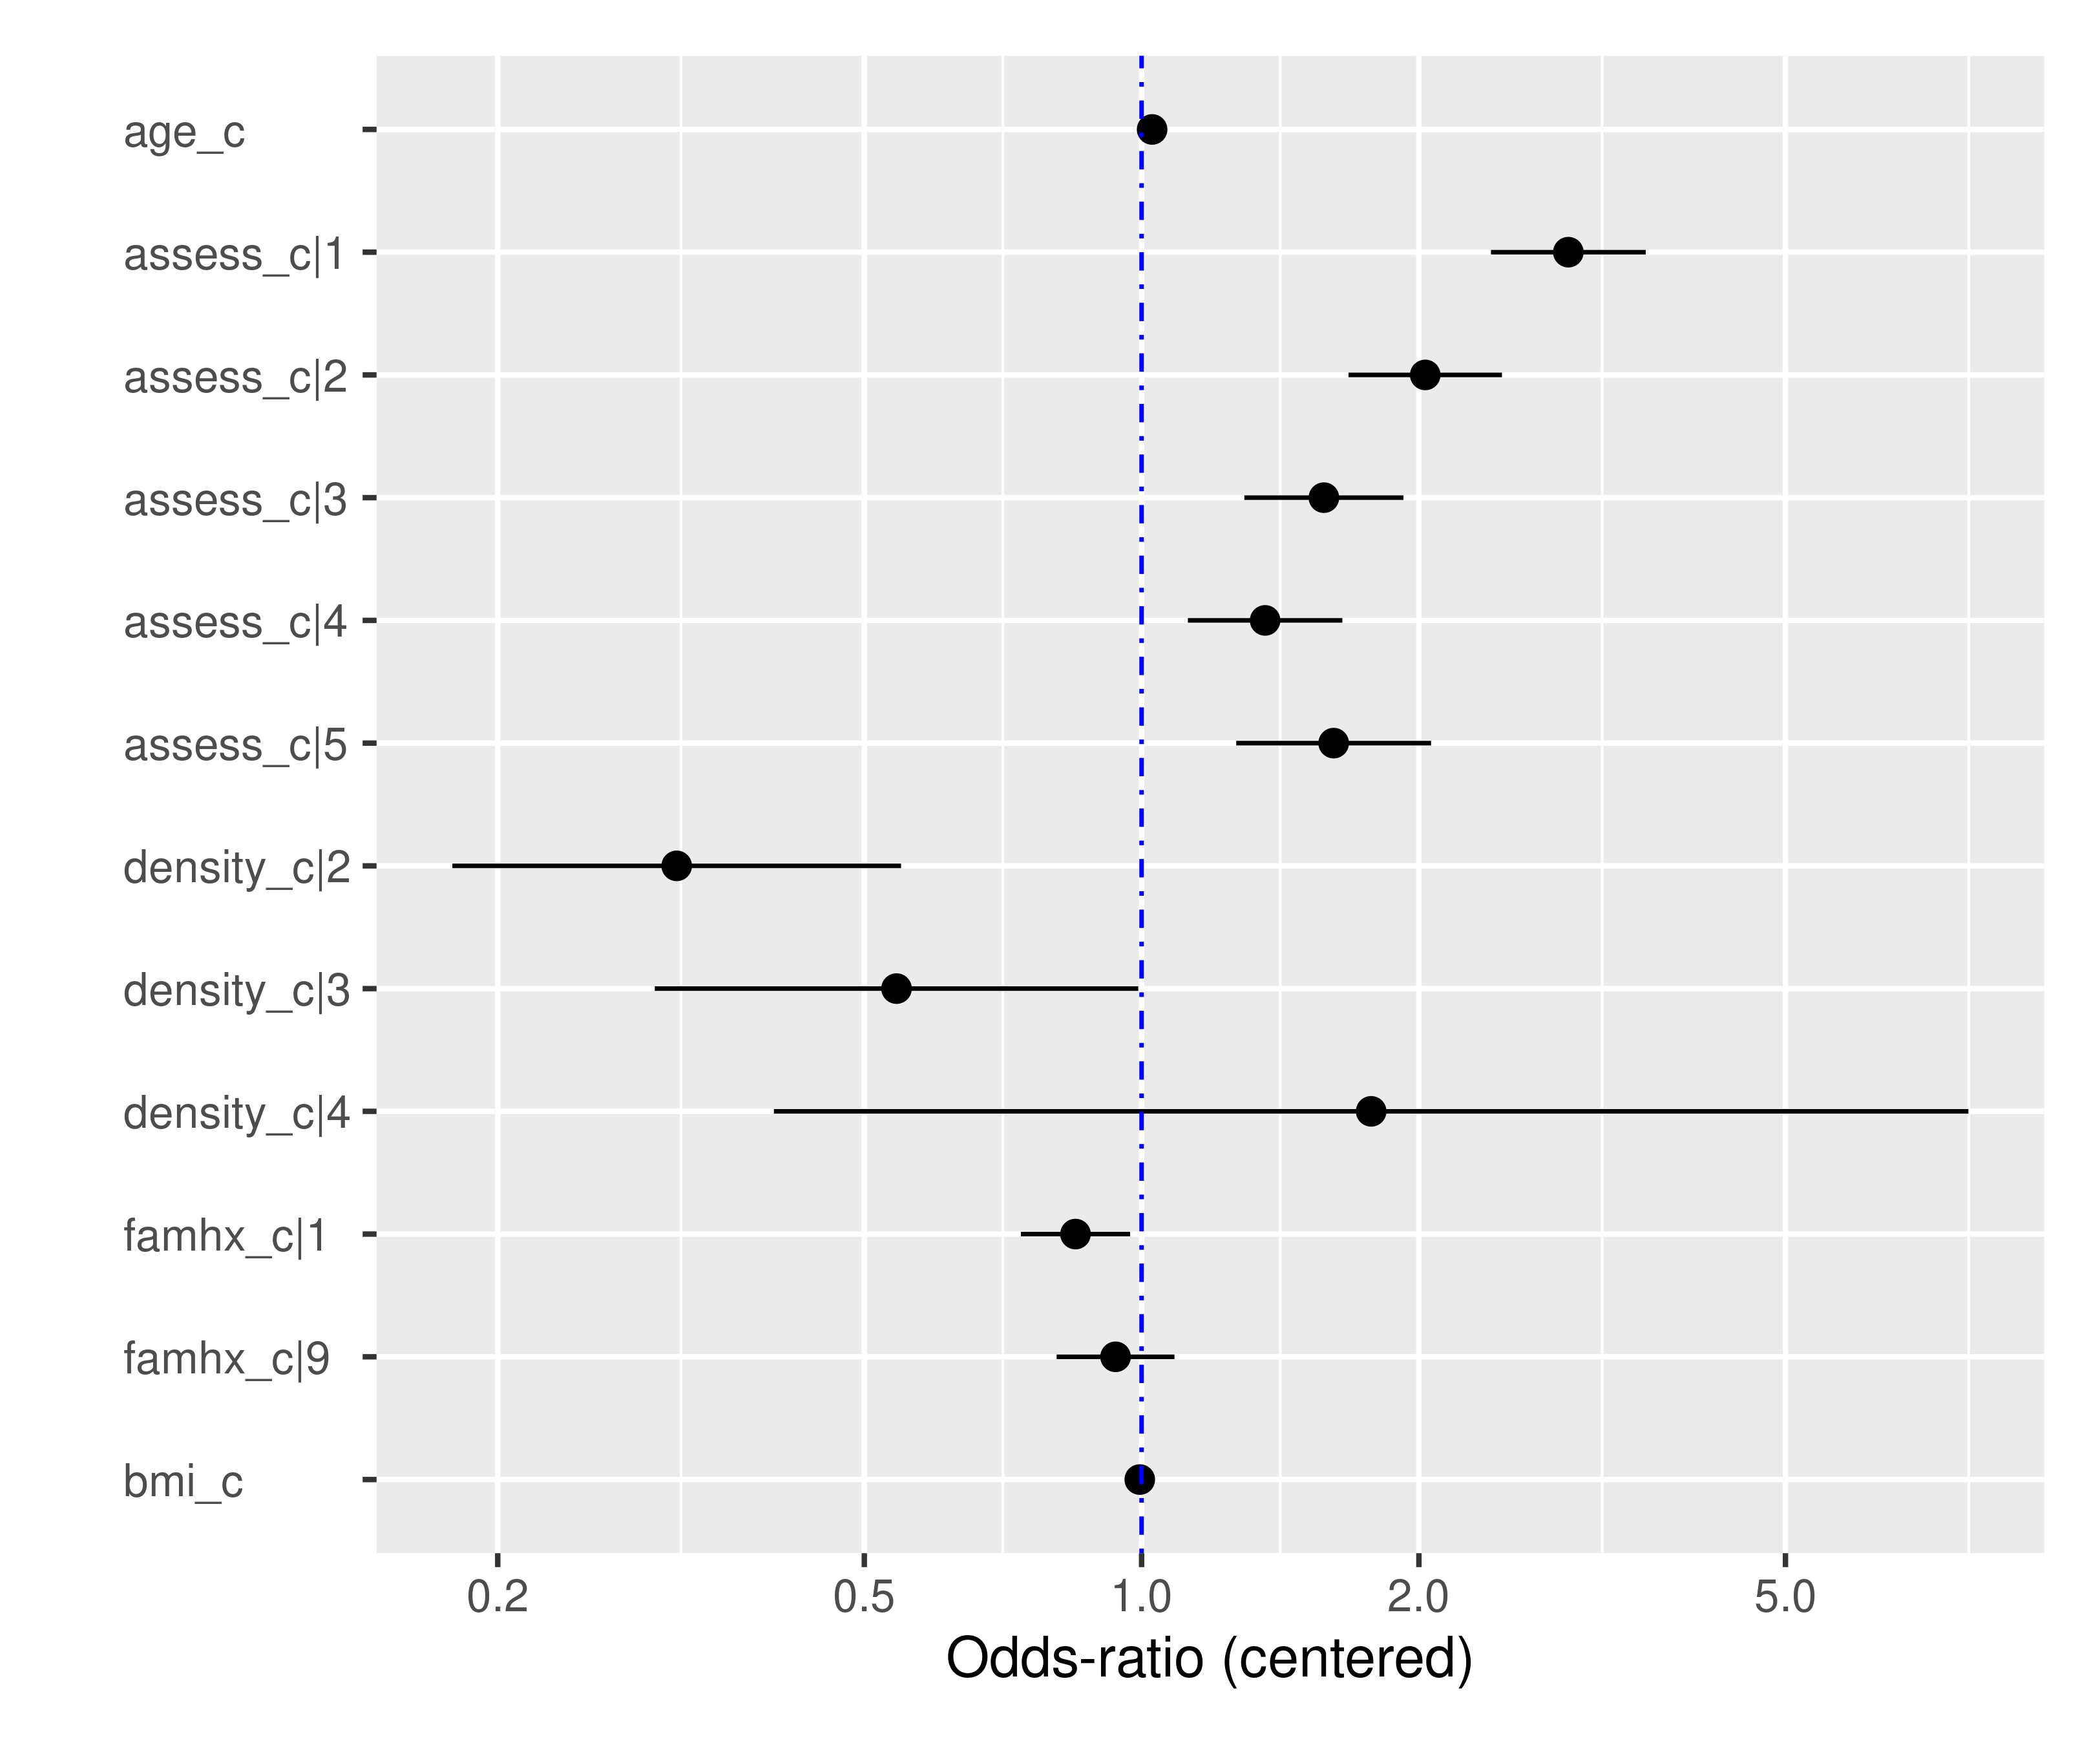 age_c
assess_c|1
assess_c|2
assess_c|3
assess_c|4
assess_c|5
density_c|2
density_c|3
density_c|4
famhx_c|1
famhx_c|9
bmi_c
0.2 0.5 1.0 2.0 5.0
Odds-ratio (centered)